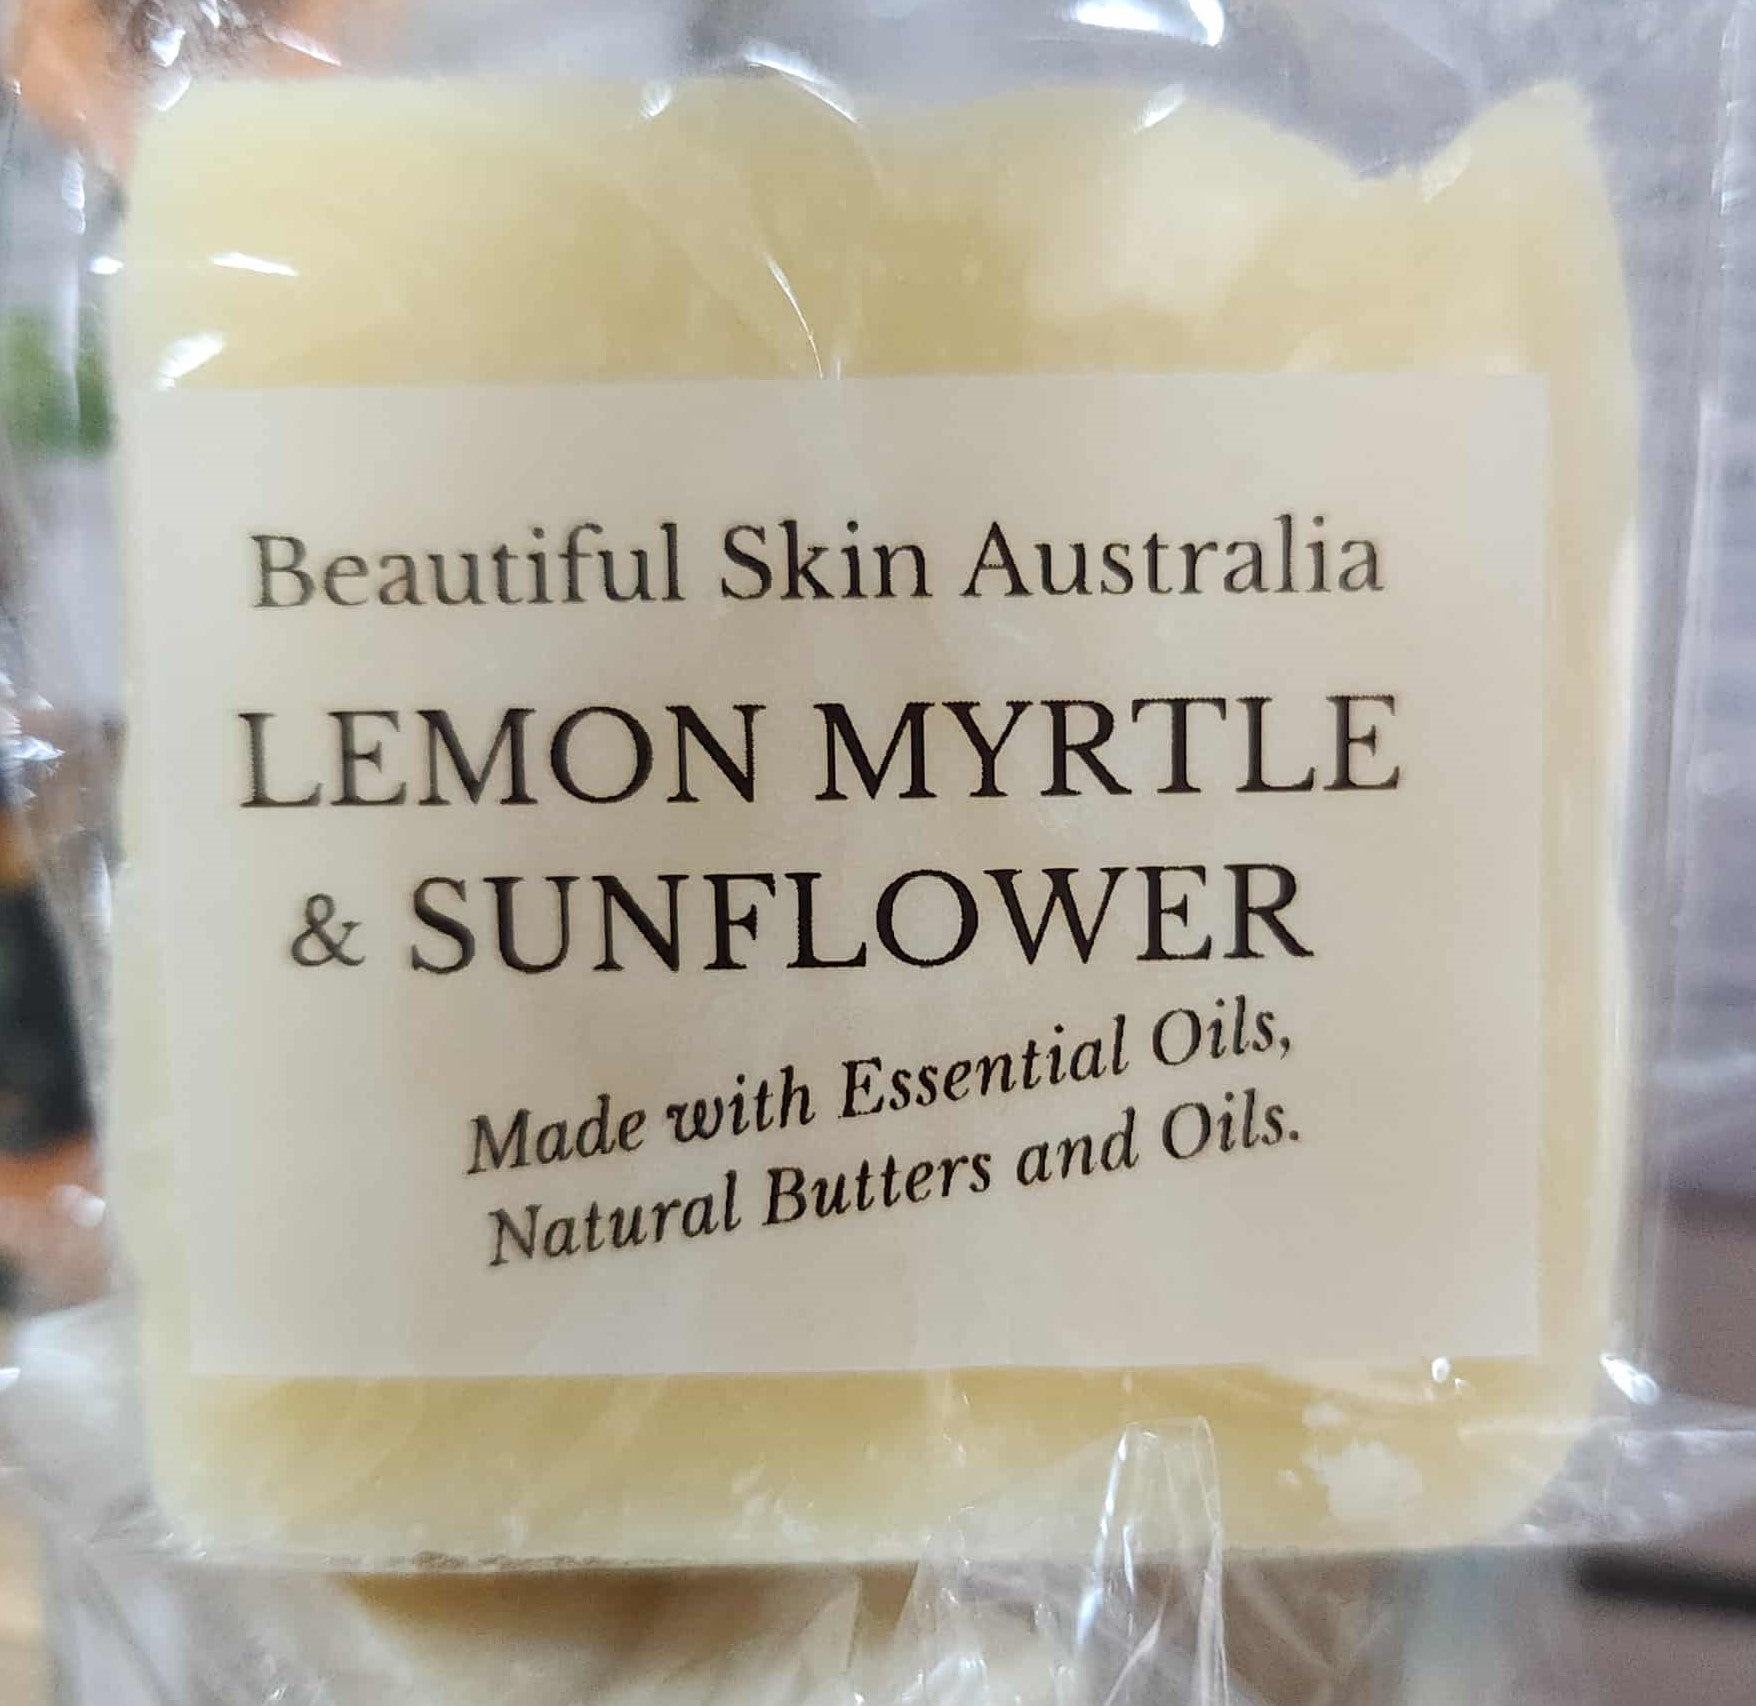 Beautiful Skin Australia
LEMON MYRTLE
& SUNFLOWER
Made with Essential Oils,
Natural Butters and Oils.